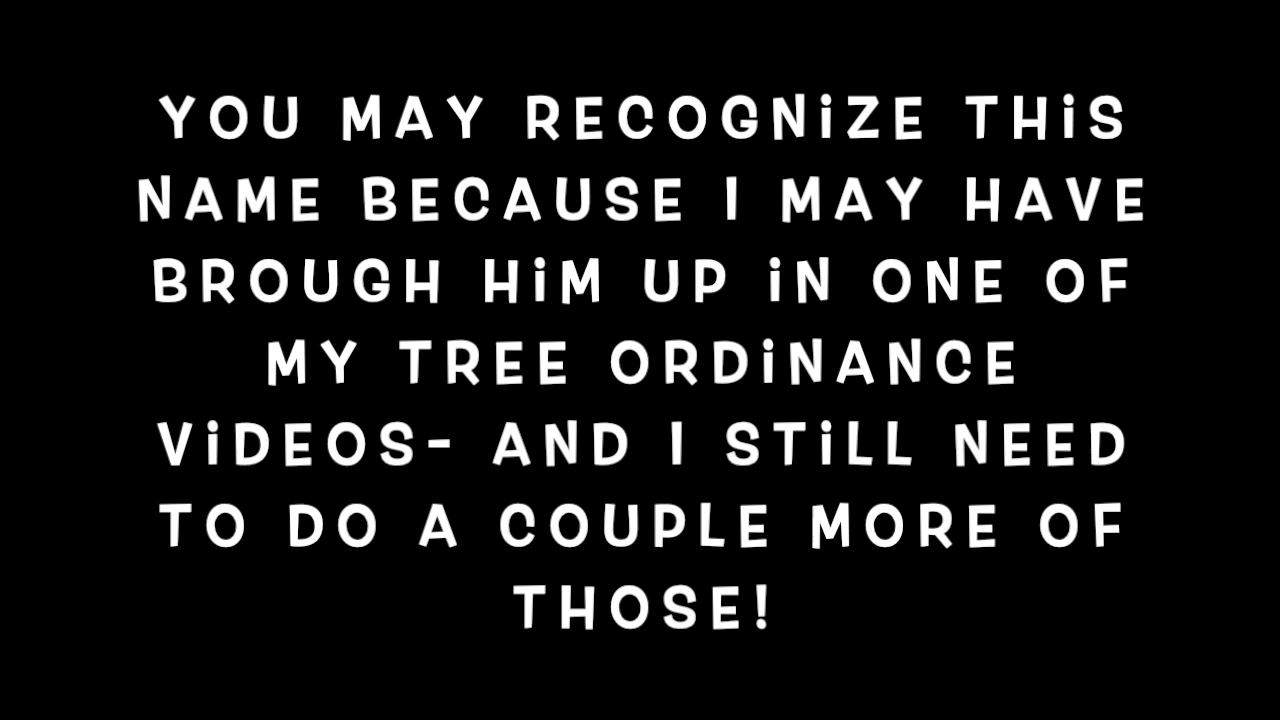 YOU MAY RECOGNiZE THiS
NAME BECAUSE I MAY HAVE
BROUGH HiM UP iN ONE OF
MY TREE ORDiNANCE
ViDEOS- AND I STiLL NEED
TO DO A COUPLE MORE OF
THOSE!